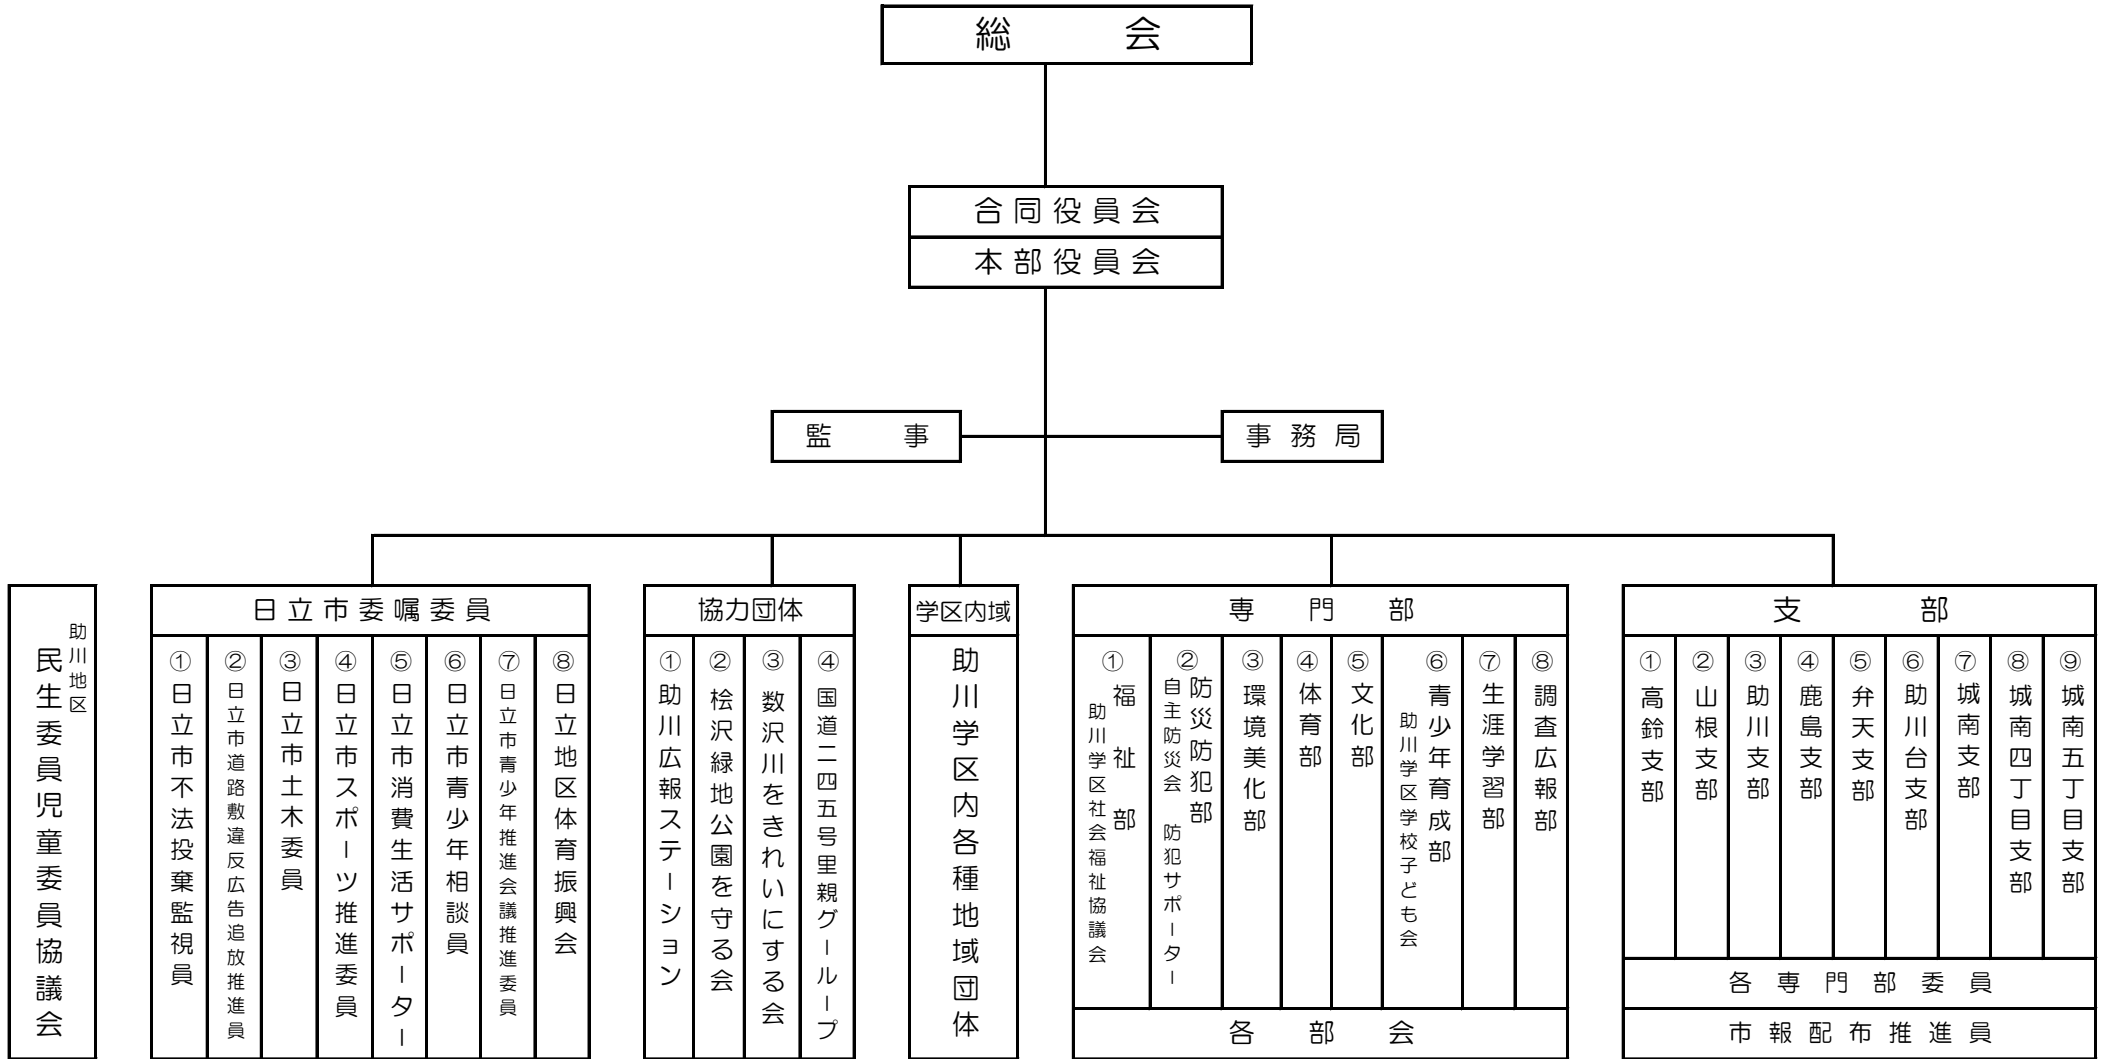 総会
合同役員会
本部役員会
監事
事務局
助川地区
民生委員児童委員協議会
日立市委嘱委員
①日立市不法投棄監視員
②日立市道路敷違反広告追放推進員
③日立市土木委員
④日立市スポーツ推進委員
⑤日立市消費生活サポーター
⑥日立市青少年相談員
⑦日立市青少年推進会議推進委員
⑧日立地区体育振興会
協力団体
①助川広報ステーション
②桧沢緑地公園を守る会
③数沢川をきれいにする会
④国道二四五号里親グーループ
学区内域
助川学区内各種地域団体
専門部
①福祉部
助川学区社会福祉協議会
②防災防犯部
自主防災会 防犯サポーター
③環境美化部
④体育部
⑤文化部
⑥青少年育成部
助川学区学校子ども会
⑦生涯学習部
⑧調査広報部
各部会
支部
①高鈴支部
②山根支部
③助川支部
④鹿島支部
⑤弁天支部
⑥助川台支部
⑦城南支部
⑧城南四丁目支部
⑨城南五丁目支部
各専門部委員
市報配布推進員